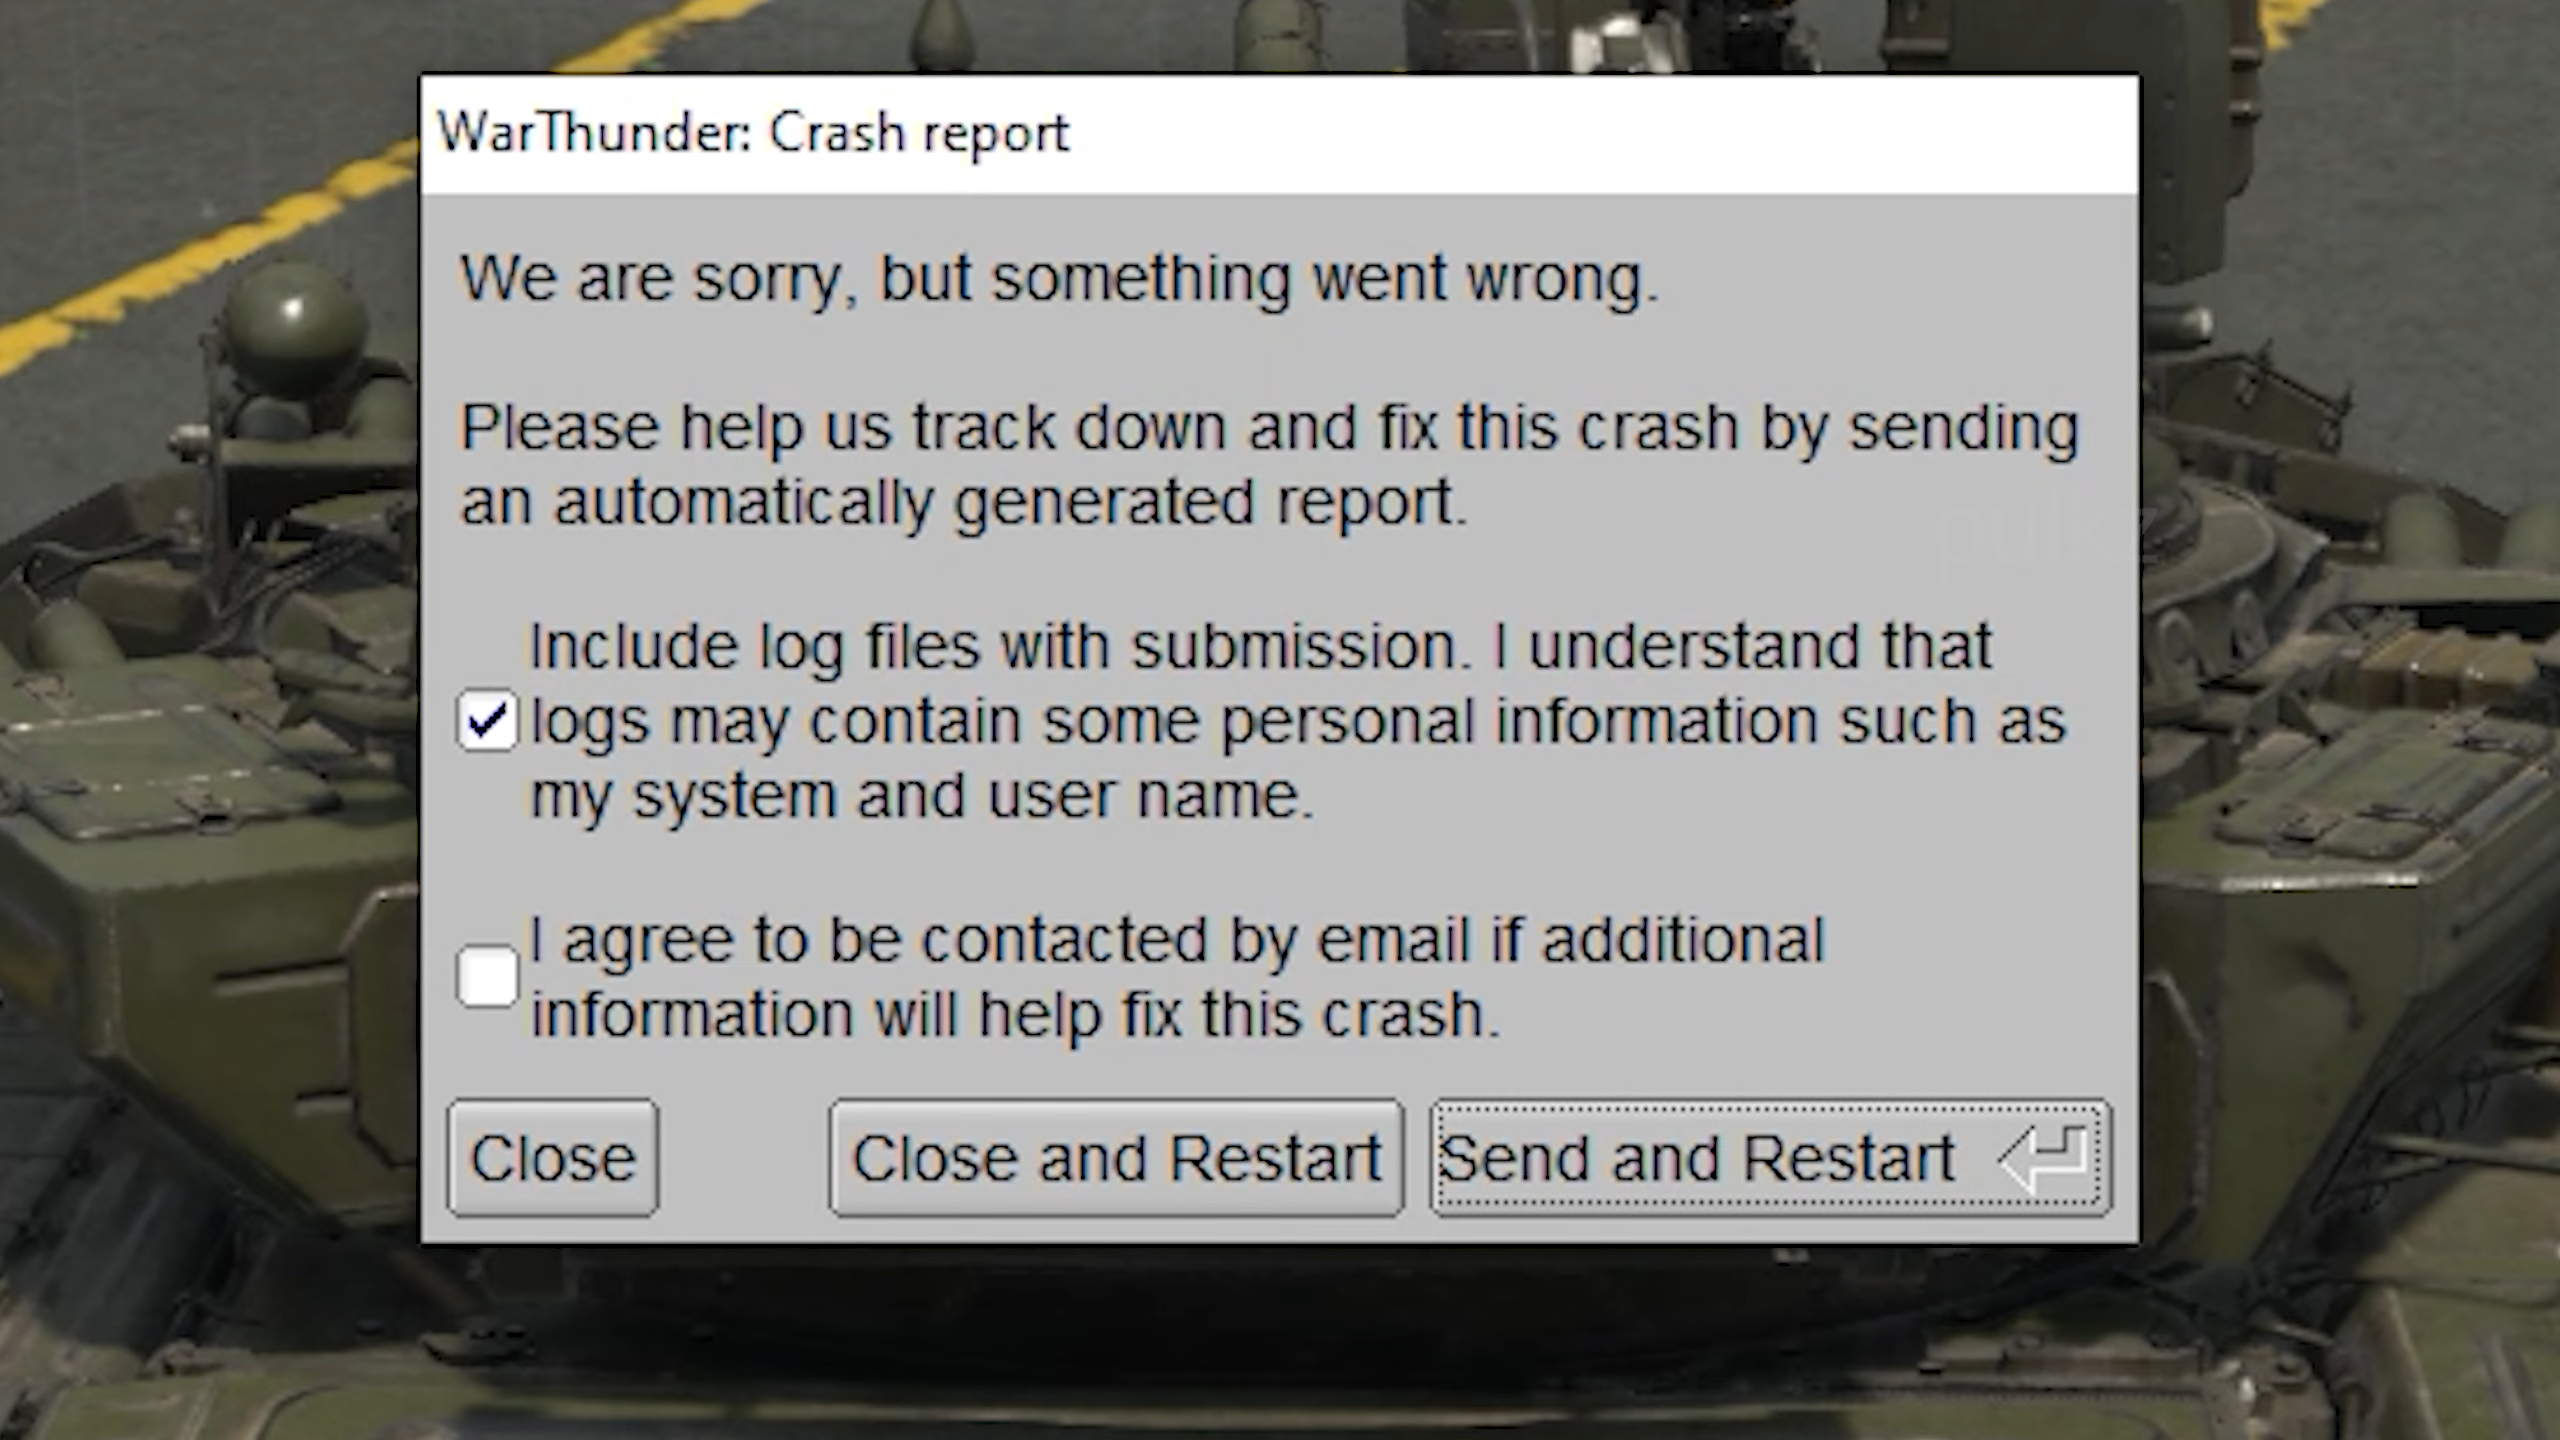 WarThunder: Crash report
We are sorry, but something went wrong.
Please help us track down and fix this crash by sending
an automatically generated report.
Include log files with submission. I understand that
logs may contain some personal information such as
my system and user name.
I agree to be contacted by email if additional
information will help fix this crash.
Close
Close and Restart
Send and Restart